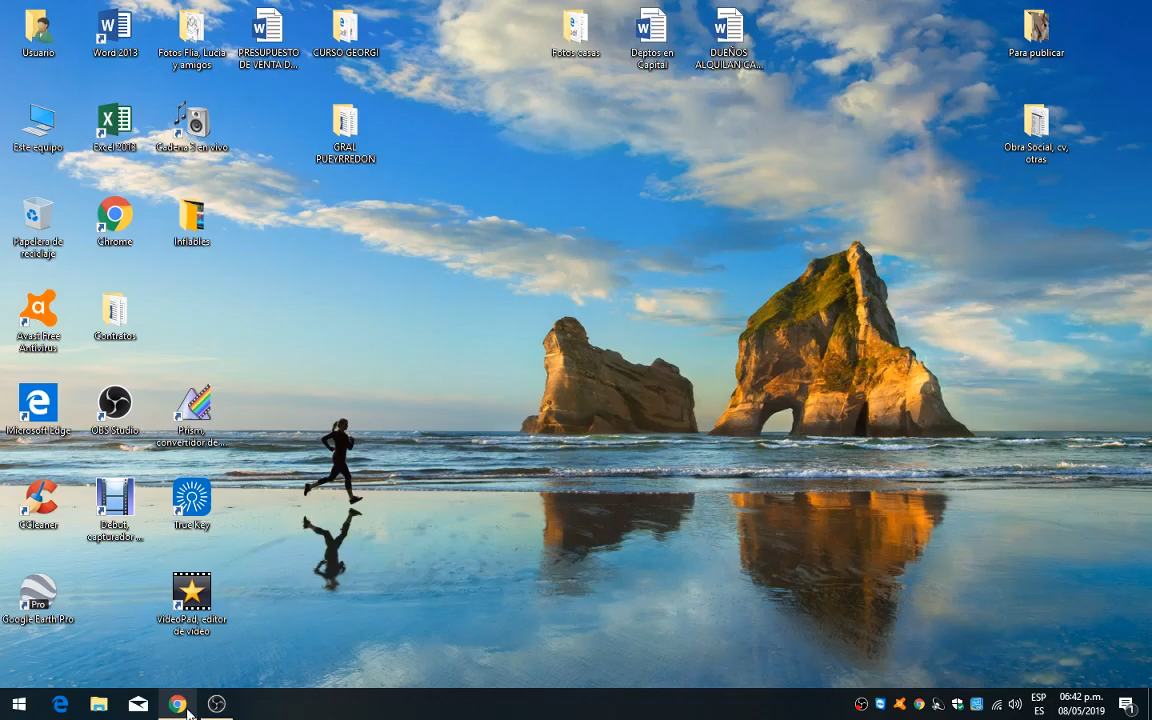 Usuario
Word 2013
Fotos Flia, Lucia
y amigos
PRESUPUESTO
DE VENTA D...
CURSO GEORGI
Fotos casas
Deptos en
Capital
DUEÑOS
ALQUILAN CA...
Para publicar
Este equipo
Excel 2013
Cadena 3 en vivo
GRAL
PUEYRREDON
Obra Social, cv,
otras
Papelera de
reciclaje
Chrome
Inflables
Avast Free
Antivirus
Contratos
Microsoft Edge
OBS Studio
Prism,
convertidor de...
CCleaner
Debut,
capturador ...
True Key
Pro
Google Earth Pro
VideoPad, editor
de video
ESP
ES
06:42 p.m.
08/05/2019
1